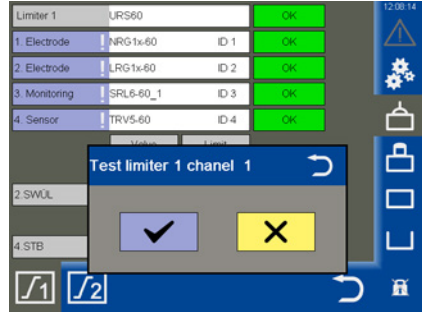 12:08:14
Limiter 1 URS60 OK
1. Electrode ! NRG1x-60 ID 1 OK
2. Electrode ! LRG1x-60 ID 2 OK
3. Monitoring ! SRL6-60_1 ID 3 OK
4. Sensor ! TRV5-60 ID 4 OK
Value Limit
Test limiter 1 chanel 1
2.SWÜL
4.STB
1 2